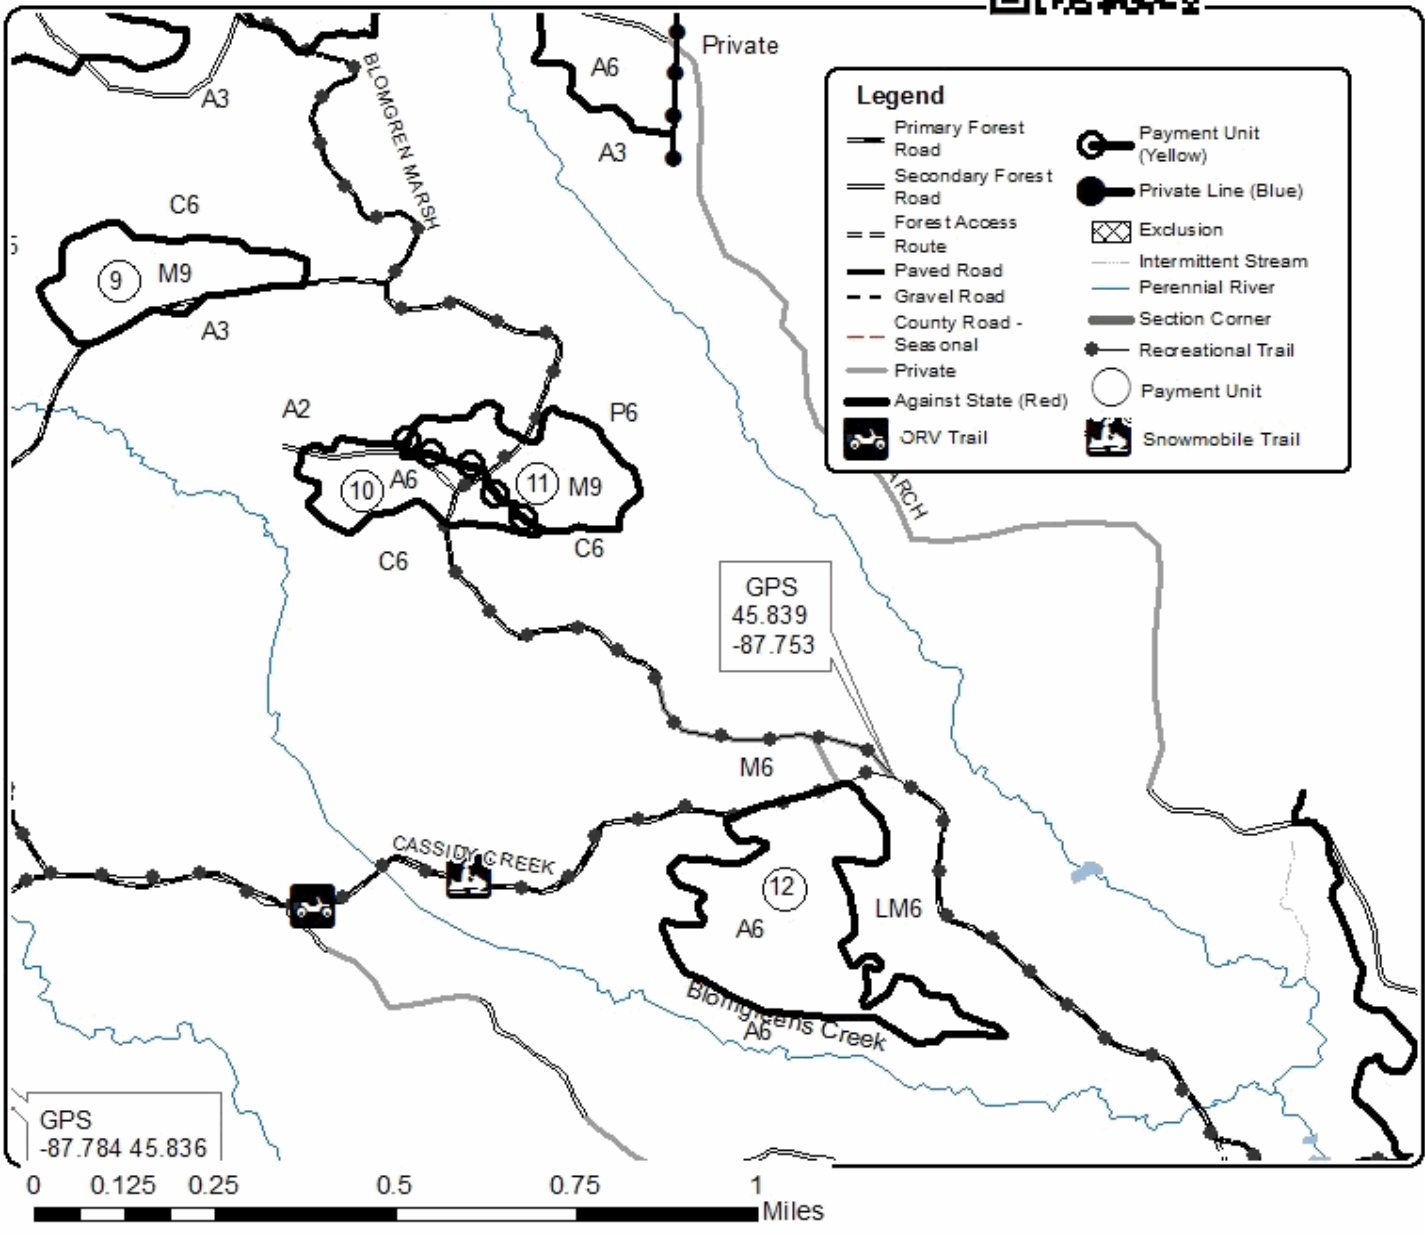 Private
A6
A3
A3
BLOMGREN MARSH
Legend
Primary Forest
Road
Secondary Forest
Road
Forest Access
Route
Paved Road
Gravel Road
County Road -
Seasonal
Private
Against State (Red)
ORV Trail
Payment Unit
(Yellow)
Private Line (Blue)
Exclusion
Intermittent Stream
Perennial River
Section Corner
Recreational Trail
Payment Unit
Snowmobile Trail
C6
9
M9
A3
A2
P6
10
A6
11
M9
C6
C6
ARCH
GPS
45.839
-87.753
M6
CASSIDY CREEK
12
A6
LM6
Blomgreens Creek
A6
GPS
-87.784 45.836
0 0.125 0.25 0.5 0.75 1
Miles